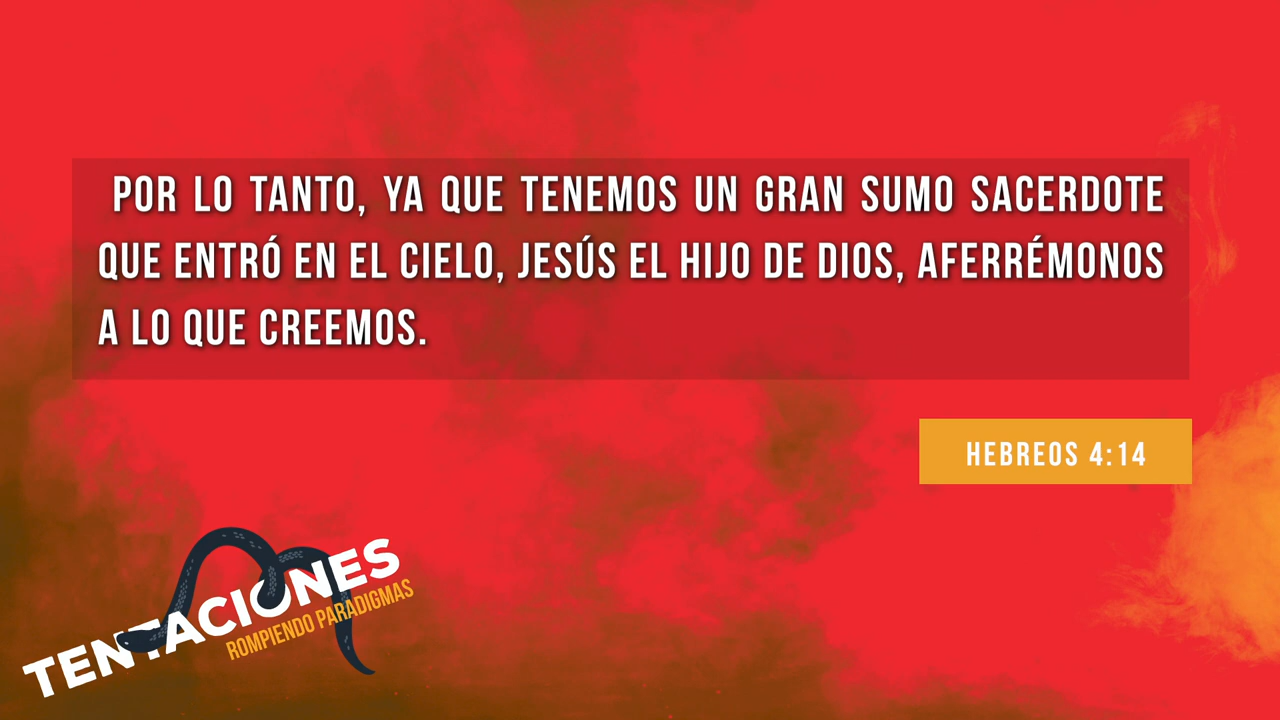 POR LO TANTO, YA QUE TENEMOS UN GRAN SUMO SACERDOTE
QUE ENTRÓ EN EL CIELO, JESÚS EL HIJO DE DIOS, AFERRÉMONOS
A LO QUE CREEMOS.
HEBREOS 4:14
TENTACIONES
ROMPIENDO PARADIGMAS